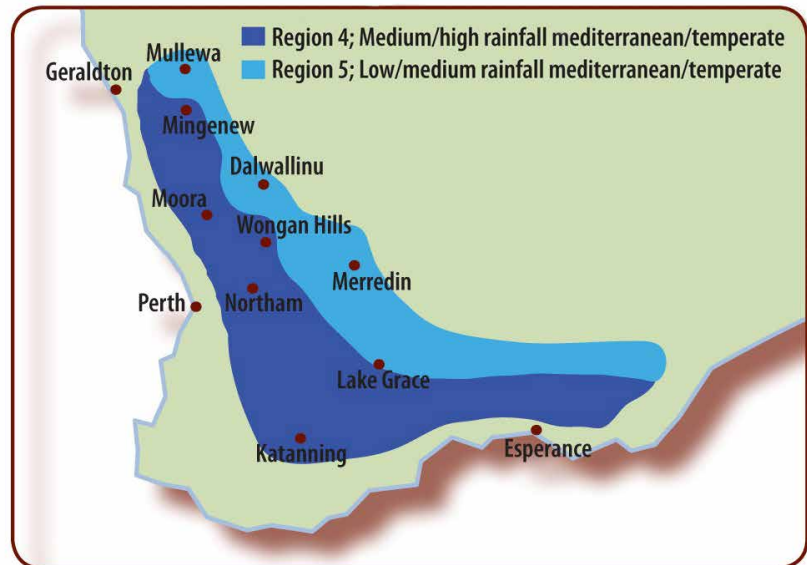 Region 4; Medium/high rainfall mediterranean/temperate
Region 5; Low/medium rainfall mediterranean/temperate
Mullewa
Geraldton
Mingenew
Dalwallinu
Moora
Wongan Hills
Merredin
Perth
Northam
Lake Grace
Katanning
Esperance